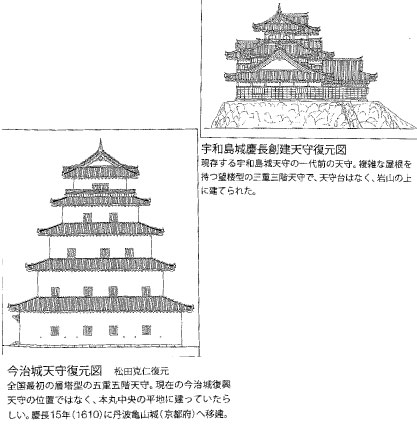 宇和島城慶長創建天守復元図
現存する宇和島城天守の一代前の天守。複雑な屋根を
持つ望楼型の三重三階天守で、天守台はなく、岩山の上
に建てられた。
今治城天守復元図 松田克仁復元
全国最初の層塔型の五重五階天守。現在の今治城復興
天守の位置ではなく、本丸中央の平地に建っていたら
しい。慶長15年(1610)に丹波亀山城(京都府)へ移建。